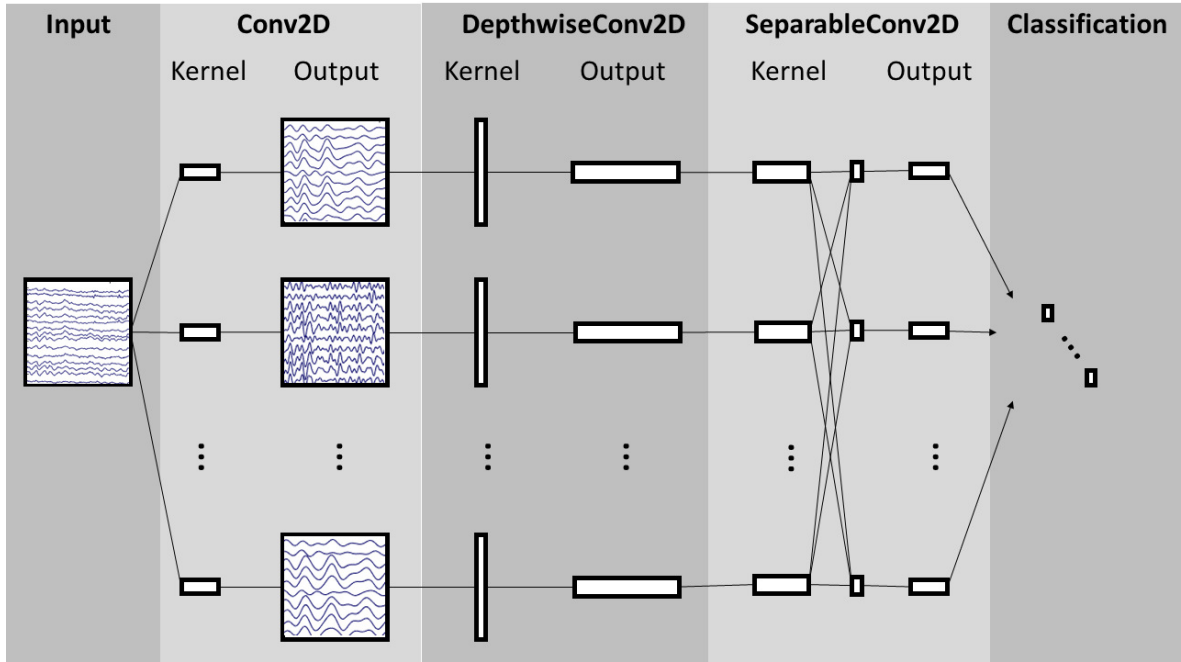 Input Conv2D DepthwiseConv2D SeparableConv2D Classification
Kernel Output Kernel Output Kernel Output